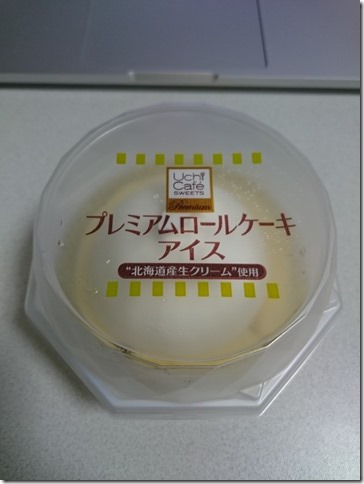 Uchi
Café
SWEETS
Premium
プレミアムロールケーキ
アイス
"北海道産生クリーム"使用